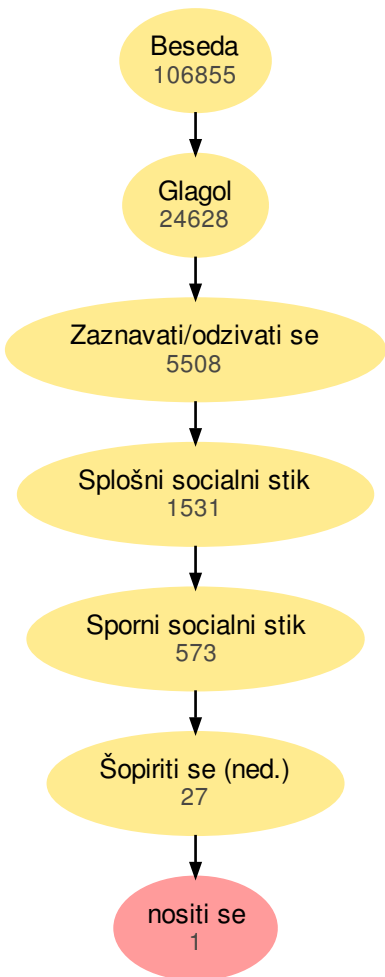 Beseda
106855
Glagol
24628
Zaznavati/odzivati se
5508
Splošni socialni stik
1531
Sporni socialni stik
573
Šopiriti se (ned.)
27
nositi se
1